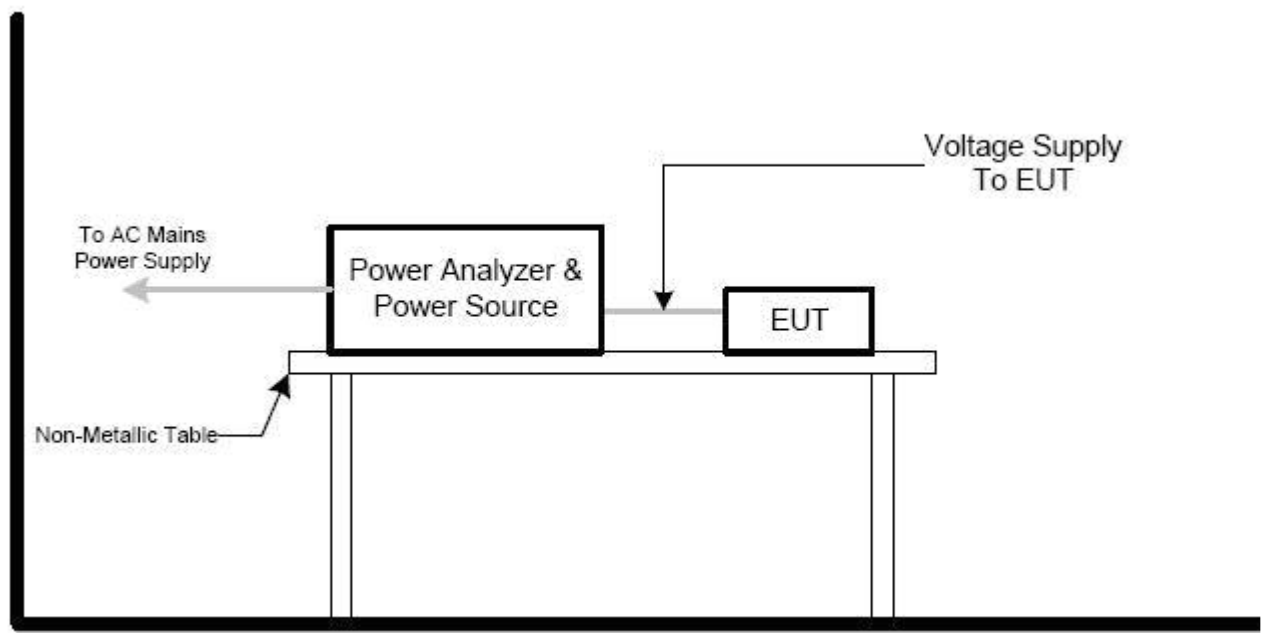 Voltage Supply
To EUT
To AC Mains
Power Supply
Power Analyzer &
Power Source
EUT
Non-Metallic Table